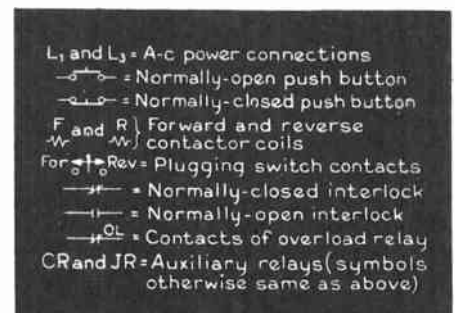 L₁ and L₃ = A-c power connections
= Normally-open push button
= Normally-closed push button
F and R } Forward and reverse
contactor coils
For Rev = Plugging switch contacts
= Normally-closed interlock
= Normally-open interlock
OL = Contacts of overload relay
CR and JR = Auxiliary relays (symbols
otherwise same as above)